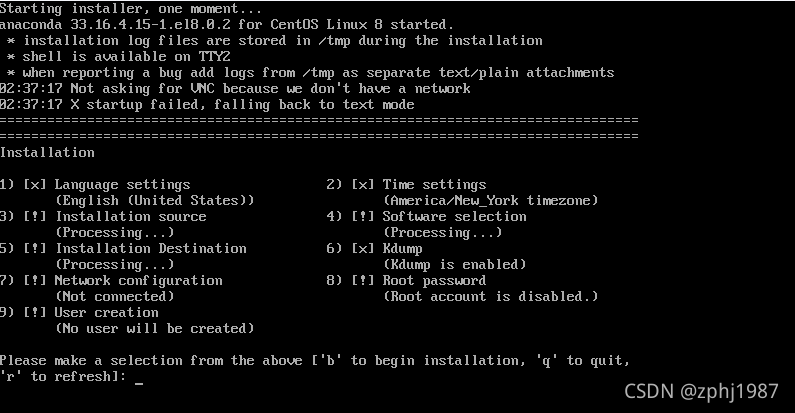 Starting installer, one moment...
anaconda 33.16.4.15-1.el8.0.2 for CentOS Linux 8 started.
 * installation log files are stored in /tmp during the installation
 * shell is available on TTY2
 * when reporting a bug add logs from /tmp as separate text/plain attachments
02:37:17 Not asking for VNC because we don't have a network
02:37:17 X startup failed, falling back to text mode
================================================================================
================================================================================
Installation
1) [x] Language settings 2) [x] Time settings
(English (United States)) (America/New_York timezone)
3) [!] Installation source 4) [!] Software selection
(Processing...) (Processing...)
5) [!] Installation Destination 6) [x] Kdump
(Processing...) (Kdump is enabled)
7) [!] Network configuration 8) [!] Root password
(Not connected) (Root account is disabled.)
9) [!] User creation
(No user will be created)
Please make a selection from the above ['b' to begin installation, 'q' to quit,
'r' to refresh]: _
CSDN @zphj1987